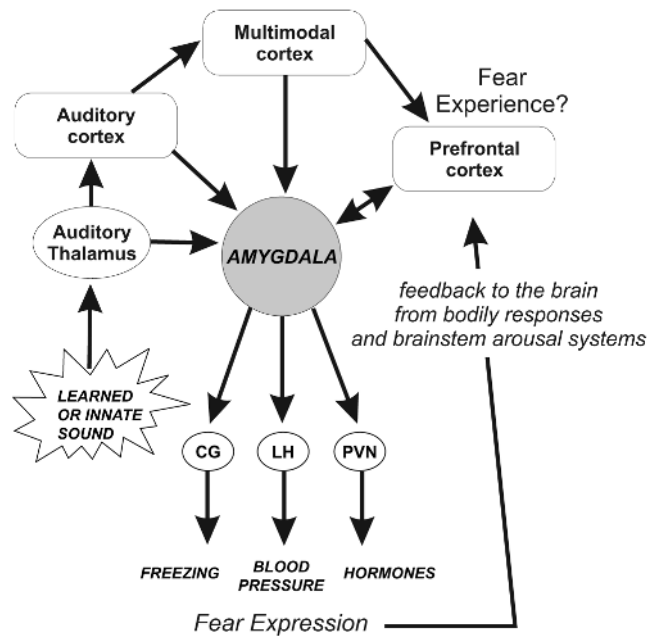 Multimodal
cortex
Fear
Experience?
Auditory
cortex
Prefrontal
cortex
Auditory
Thalamus
AMYGDALA
feedback to the brain
from bodily responses
and brainstem arousal systems
LEARNED
OR INNATE
SOUND
CG
LH
PVN
FREEZING
BLOOD
PRESSURE
HORMONES
Fear Expression